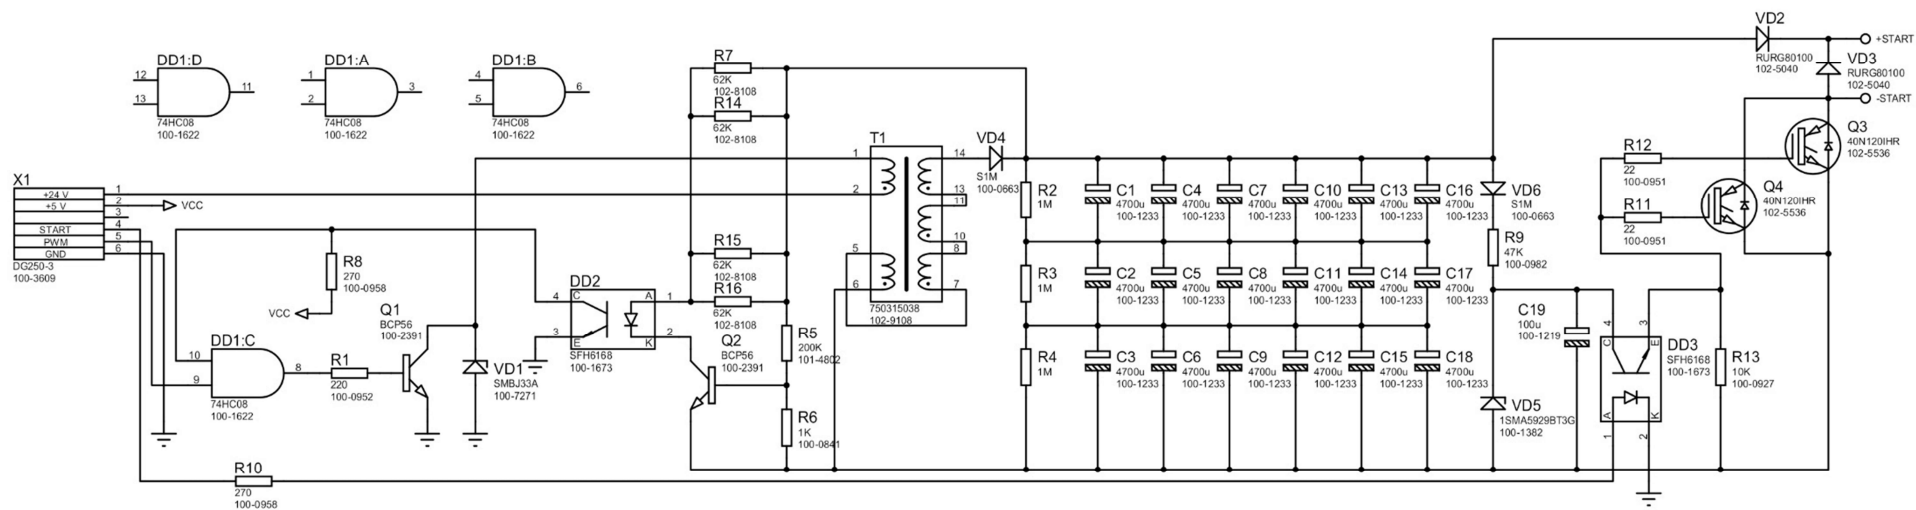 DD1:D
12
13
11
74HC08
100-1622
DD1:A
1
2
3
74HC08
100-1622
DD1:B
4
5
6
74HC08
100-1622
X1
+24 V
+5 V
START
PWM
GND
1
2
3
4
5
6
DG250-3
100-3609
VCC
R8
270
100-0958
VCC
DD1:C
10
9
8
74HC08
100-1622
R1
220
100-0952
Q1
BCP56
100-2391
VD1
SMBJ33A
100-7271
R10
270
100-0958
DD2
4
C
A
1
3
E
K
2
SFH6168
100-1673
R7
62K
102-8108
R14
62K
102-8108
R15
62K
102-8108
R16
62K
102-8108
Q2
BCP56
100-2391
R5
200K
101-4802
R6
1K
100-0841
T1
1
2
5
6
14
13
11
10
8
7
750315038
102-9108
VD4
S1M
100-0663
R2
1M
R3
1M
R4
1M
C1
4700u
100-1233
C4
4700u
100-1233
C7
4700u
100-1233
C10
4700u
100-1233
C13
4700u
100-1233
C16
4700u
100-1233
C2
4700u
100-1233
C5
4700u
100-1233
C8
4700u
100-1233
C11
4700u
100-1233
C14
4700u
100-1233
C17
4700u
100-1233
C3
4700u
100-1233
C6
4700u
100-1233
C9
4700u
100-1233
C12
4700u
100-1233
C15
4700u
100-1233
C18
4700u
100-1233
VD6
S1M
100-0663
R9
47K
100-0982
VD5
1SMA5929BT3G
100-1382
C19
100u
100-1219
DD3
SFH6168
100-1673
4
3
C
E
A
K
1
2
R13
10K
100-0927
R12
22
100-0951
R11
22
100-0951
Q4
40N120IHR
102-5536
Q3
40N120IHR
102-5536
VD2
RURG80100
102-5040
VD3
RURG80100
102-5040
+START
-START